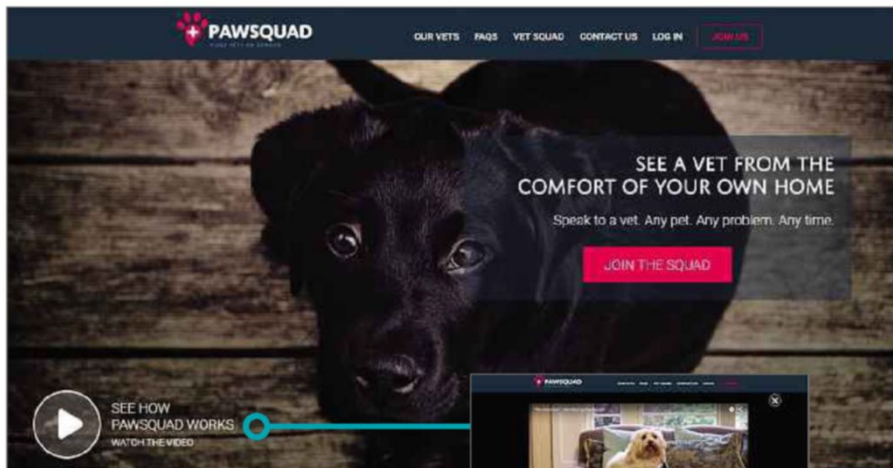 PAWSQUAD
OUR VETS FAQS VET SQUAD CONTACT US LOG IN JOIN US
SEE A VET FROM THE
COMFORT OF YOUR OWN HOME
Speak to a vet. Any pet. Any problem. Any time.
JOIN THE SQUAD
SEE HOW
PAWSQUAD WORKS
WATCH THE VIDEO
PAWSQUAD